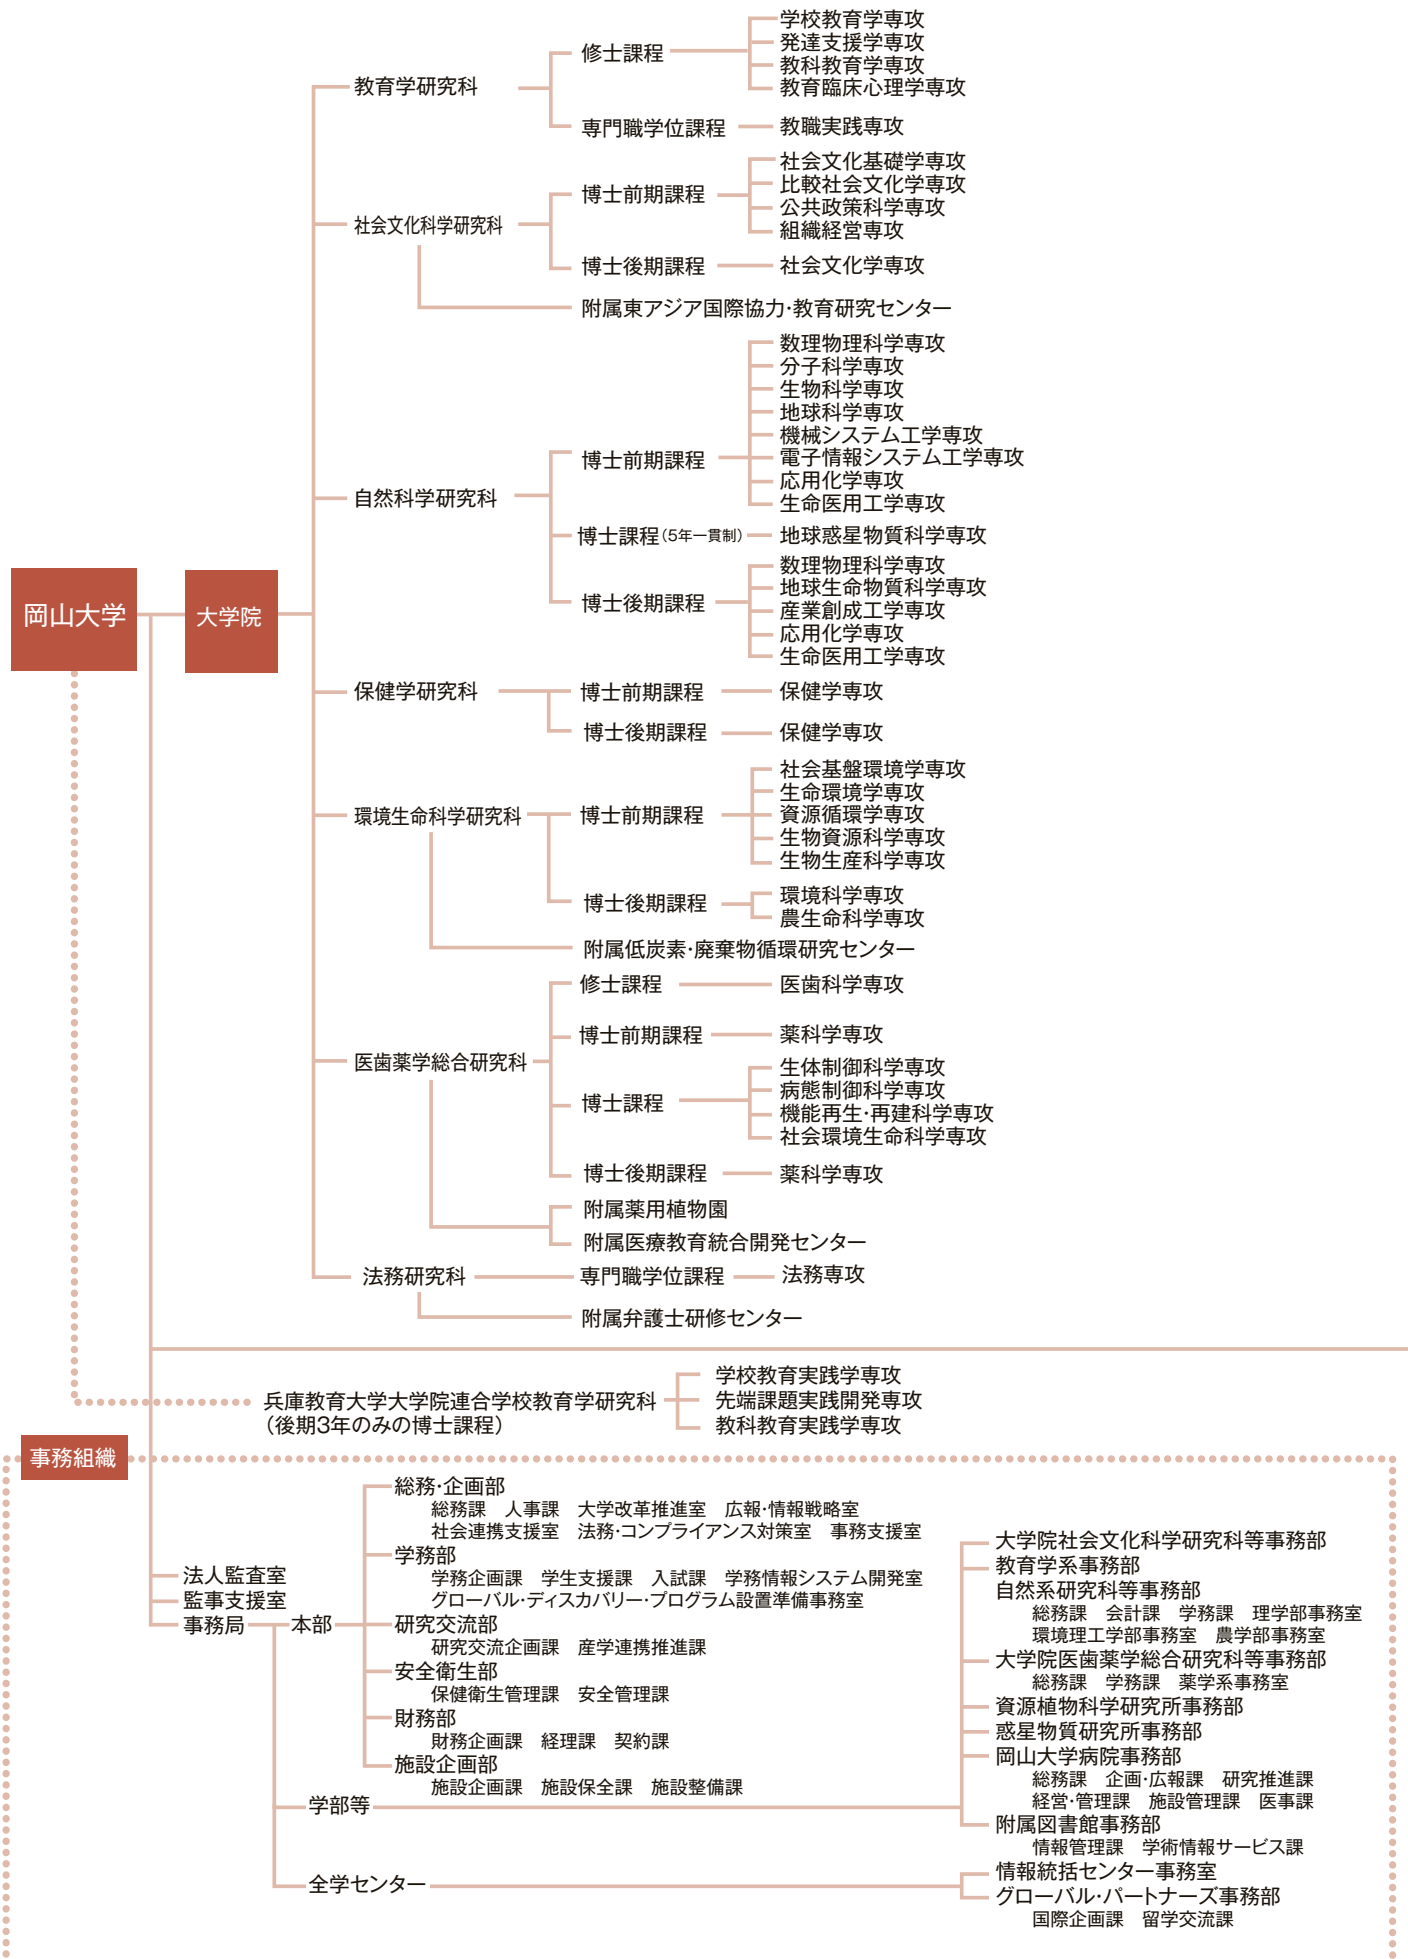 岡山大学
大学院
教育学研究科
修士課程
学校教育学専攻
発達支援学専攻
教科教育学専攻
教育臨床心理学専攻
専門職学位課程
教職実践専攻
社会文化科学研究科
博士前期課程
社会文化基礎学専攻
比較社会文化学専攻
公共政策科学専攻
組織経営専攻
博士後期課程
社会文化学専攻
附属東アジア国際協力・教育研究センター
自然科学研究科
博士前期課程
数理物理科学専攻
分子科学専攻
生物科学専攻
地球科学専攻
機械システム工学専攻
電子情報システム工学専攻
応用化学専攻
生命医用工学専攻
博士課程（5年一貫制）
地球惑星物質科学専攻
博士後期課程
数理物理科学専攻
地球生命物質科学専攻
産業創成工学専攻
応用化学専攻
生命医用工学専攻
保健学研究科
博士前期課程
保健学専攻
博士後期課程
保健学専攻
環境生命科学研究科
博士前期課程
社会基盤環境学専攻
生命環境学専攻
資源循環学専攻
生物資源科学専攻
生物生産科学専攻
博士後期課程
環境科学専攻
農生命科学専攻
附属低炭素・廃棄物循環研究センター
医歯薬学総合研究科
修士課程
医歯科学専攻
博士前期課程
薬科学専攻
博士課程
生体制御科学専攻
病態制御科学専攻
機能再生・再建科学専攻
社会環境生命科学専攻
博士後期課程
薬科学専攻
附属薬用植物園
附属医療教育統合開発センター
法務研究科
専門職学位課程
法務専攻
附属弁護士研修センター
兵庫教育大学大学院連合学校教育学研究科
（後期3年のみの博士課程）
学校教育実践学専攻
先端課題実践開発専攻
教科教育実践学専攻
事務組織
法人監査室
監事支援室
事務局
本部
総務・企画部
総務課　人事課　大学改革推進室　広報・情報戦略室
社会連携支援室　法務・コンプライアンス対策室　事務支援室
学務部
学務企画課　学生支援課　入試課　学務情報システム開発室
グローバル・ディスカバリー・プログラム設置準備事務室
研究交流部
研究交流企画課　産学連携推進課
安全衛生部
保健衛生管理課　安全管理課
財務部
財務企画課　経理課　契約課
施設企画部
施設企画課　施設保全課　施設整備課
学部等
大学院社会文化科学研究科等事務部
教育学系事務部
自然系研究科等事務部
総務課　会計課　学務課　理学部事務室
環境理工学部事務室　農学部事務室
大学院医歯薬学総合研究科等事務部
総務課　学務課　薬学系事務室
資源植物科学研究所事務部
惑星物質研究所事務部
岡山大学病院事務部
総務課　企画・広報課　研究推進課
経営・管理課　施設管理課　医事課
附属図書館事務部
情報管理課　学術情報サービス課
全学センター
情報統括センター事務室
グローバル・パートナーズ事務部
国際企画課　留学交流課